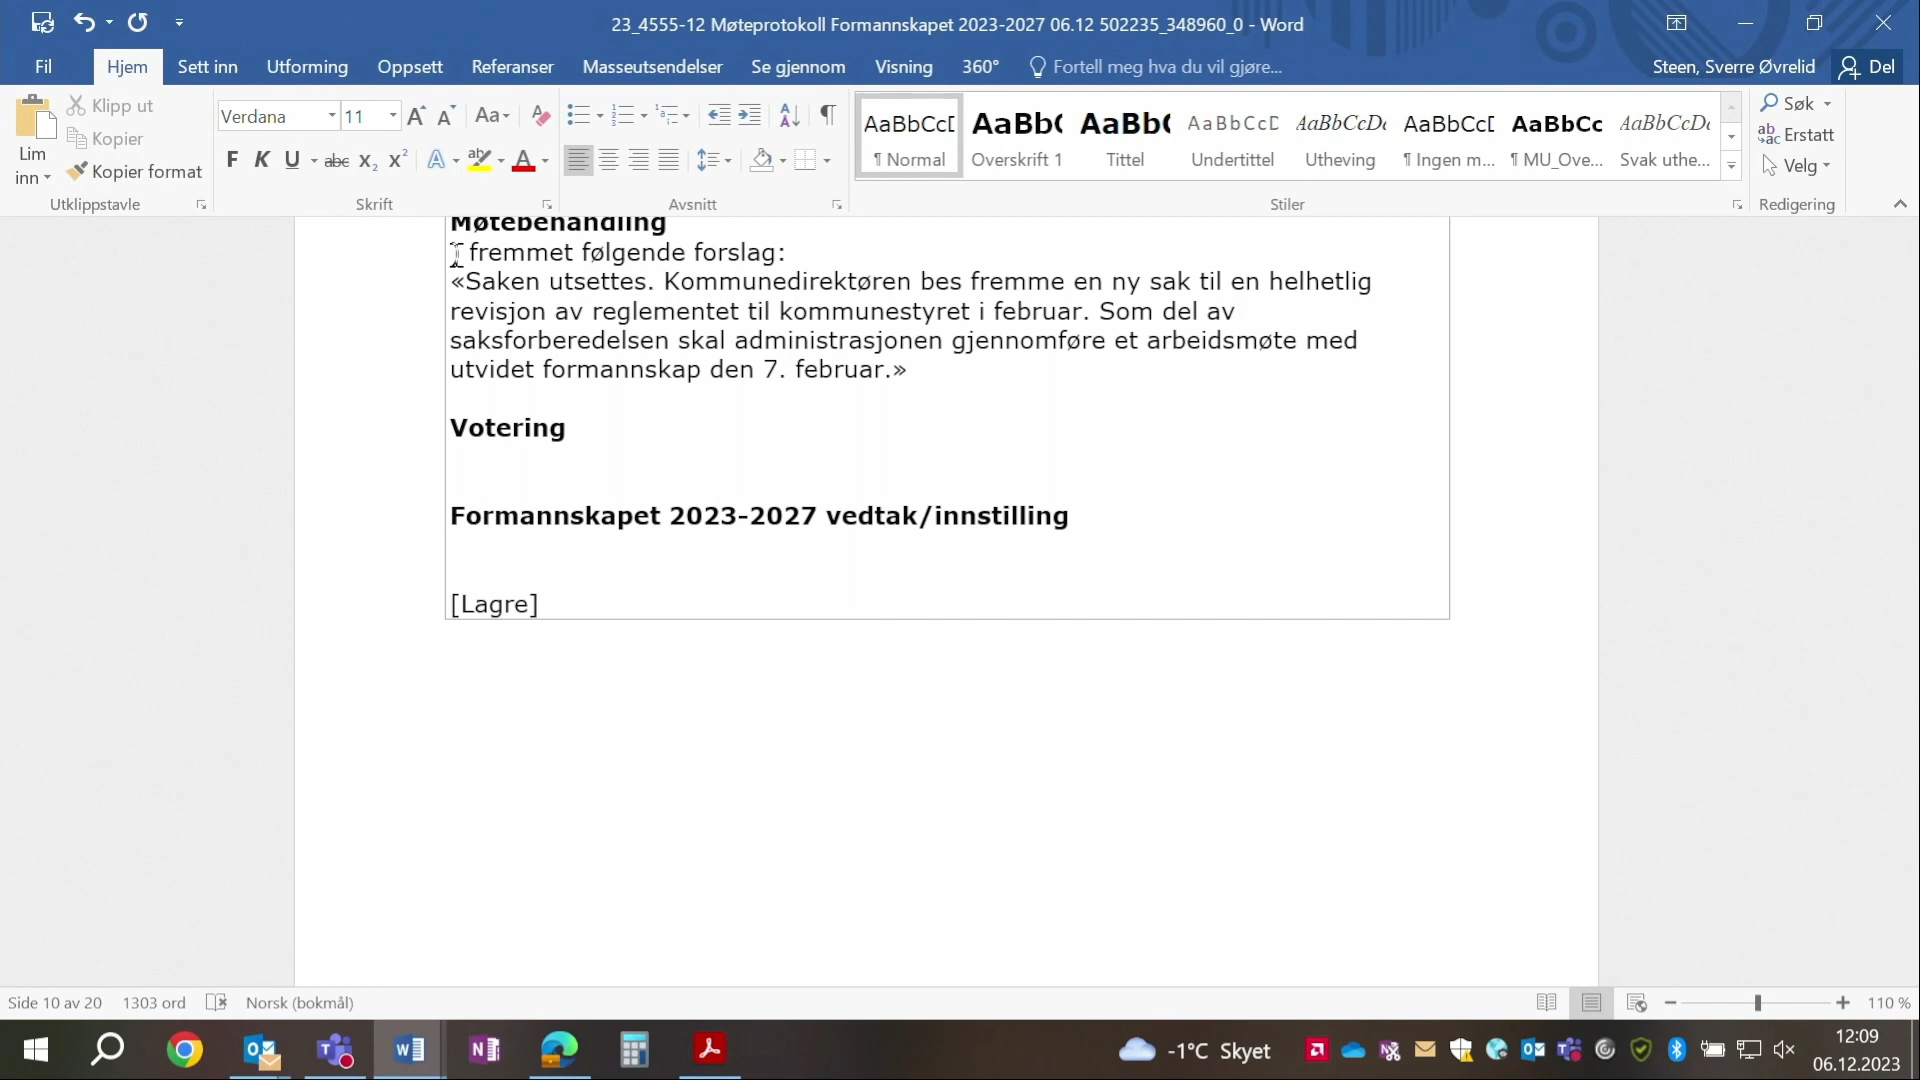 23_4555-12 Møteprotokoll Formannskapet 2023-2027 06.12 502235_348960_0 - Word
Fil Hjem Sett inn Utforming Oppsett Referanser Masseutsendelser Se gjennom Visning 360° Fortell meg hva du vil gjøre... Steen, Sverre Øvrelid Del
Lim inn
Klipp ut
Kopier
Kopier format
Utklippstavle
Verdana 11
Aa
F K U abc x₂ x² A ab A
Skrift
Avsnitt
AaBbCcD AaBb( AaBb( AaBbCcD AaBbCcDc AaBbCcD AaBbCc AaBbCcDc
¶ Normal Overskrift 1 Tittel Undertittel Utheving ¶ Ingen m... ¶ MU_Ove... Svak uthe...
Stiler
Søk
Erstatt
Velg
Redigering
Møtebehandling
fremmet følgende forslag:
«Saken utsettes. Kommunedirektøren bes fremme en ny sak til en helhetlig
revisjon av reglementet til kommunestyret i februar. Som del av
saksforberedelsen skal administrasjonen gjennomføre et arbeidsmøte med
utvidet formannskap den 7. februar.»
Votering
Formannskapet 2023-2027 vedtak/innstilling
[Lagre]
Side 10 av 20 1303 ord Norsk (bokmål) 110 %
-1°C Skyet
12:09
06.12.2023